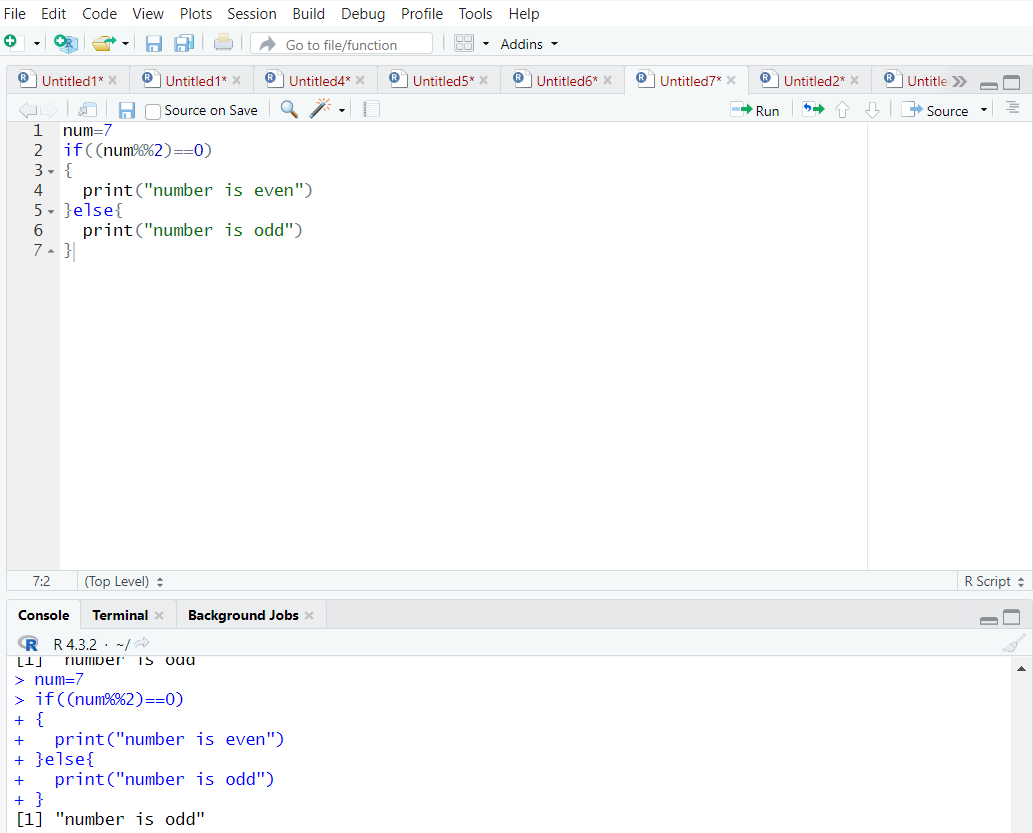 File Edit Code View Plots Session Build Debug Profile Tools Help
Go to file/function Addins
Untitled1* Untitled1* Untitled4* Untitled5* Untitled6* Untitled7* Untitled2* Untitle
Source on Save Run Source
1 num=7
2 if((num%%2)==0)
3 {
4   print("number is even")
5 }else{
6   print("number is odd")
7 }
7:2 (Top Level) R Script
Console Terminal Background Jobs
R R 4.3.2 · ~/
[1] "number is odd"
> num=7
> if((num%%2)==0)
+ {
+   print("number is even")
+ }else{
+   print("number is odd")
+ }
[1] "number is odd"